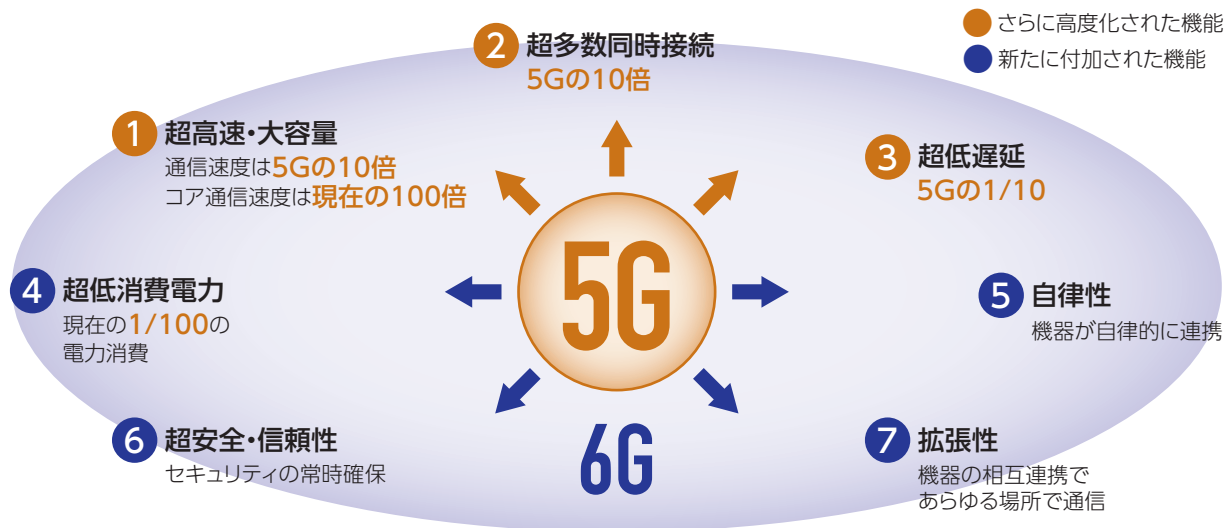 さらに高度化された機能
新たに付加された機能
2 超多数同時接続
5Gの10倍
1 超高速・大容量
通信速度は5Gの10倍
コア通信速度は現在の100倍
3 超低遅延
5Gの1/10
5G
4 超低消費電力
現在の1/100の
電力消費
5 自律性
機器が自律的に連携
6 超安全・信頼性
セキュリティの常時確保
6G
7 拡張性
機器の相互連携で
あらゆる場所で通信